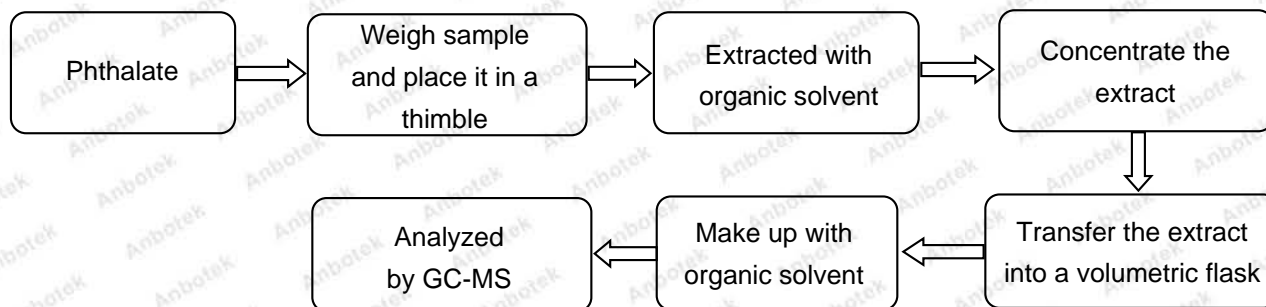 Phthalate
Weigh sample
and place it in a
thimble
Extracted with
organic solvent
Concentrate the
extract
Transfer the extract
into a volumetric flask
Make up with
organic solvent
Analyzed
by GC-MS
Anbotek